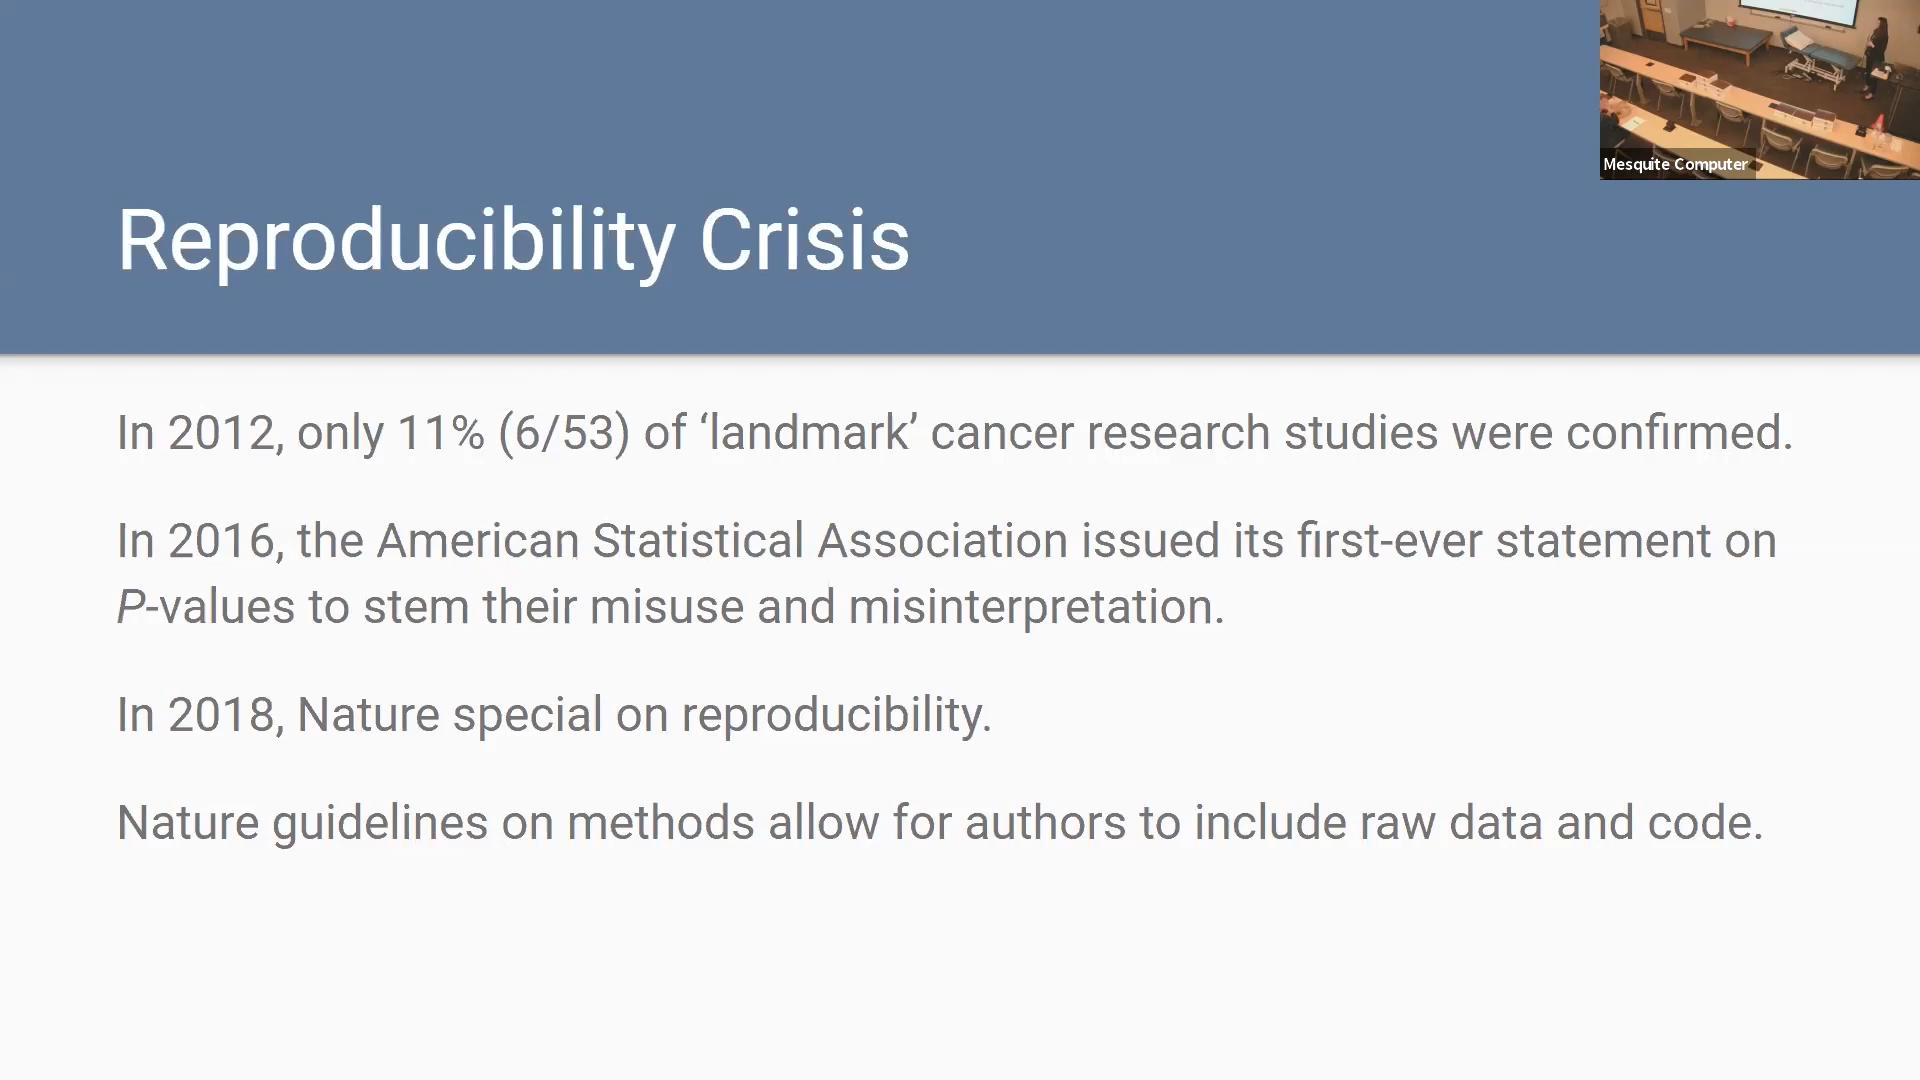 Mesquite Computer
Reproducibility Crisis
In 2012, only 11% (6/53) of ‘landmark’ cancer research studies were confirmed.
In 2016, the American Statistical Association issued its first-ever statement on
P-values to stem their misuse and misinterpretation.
In 2018, Nature special on reproducibility.
Nature guidelines on methods allow for authors to include raw data and code.